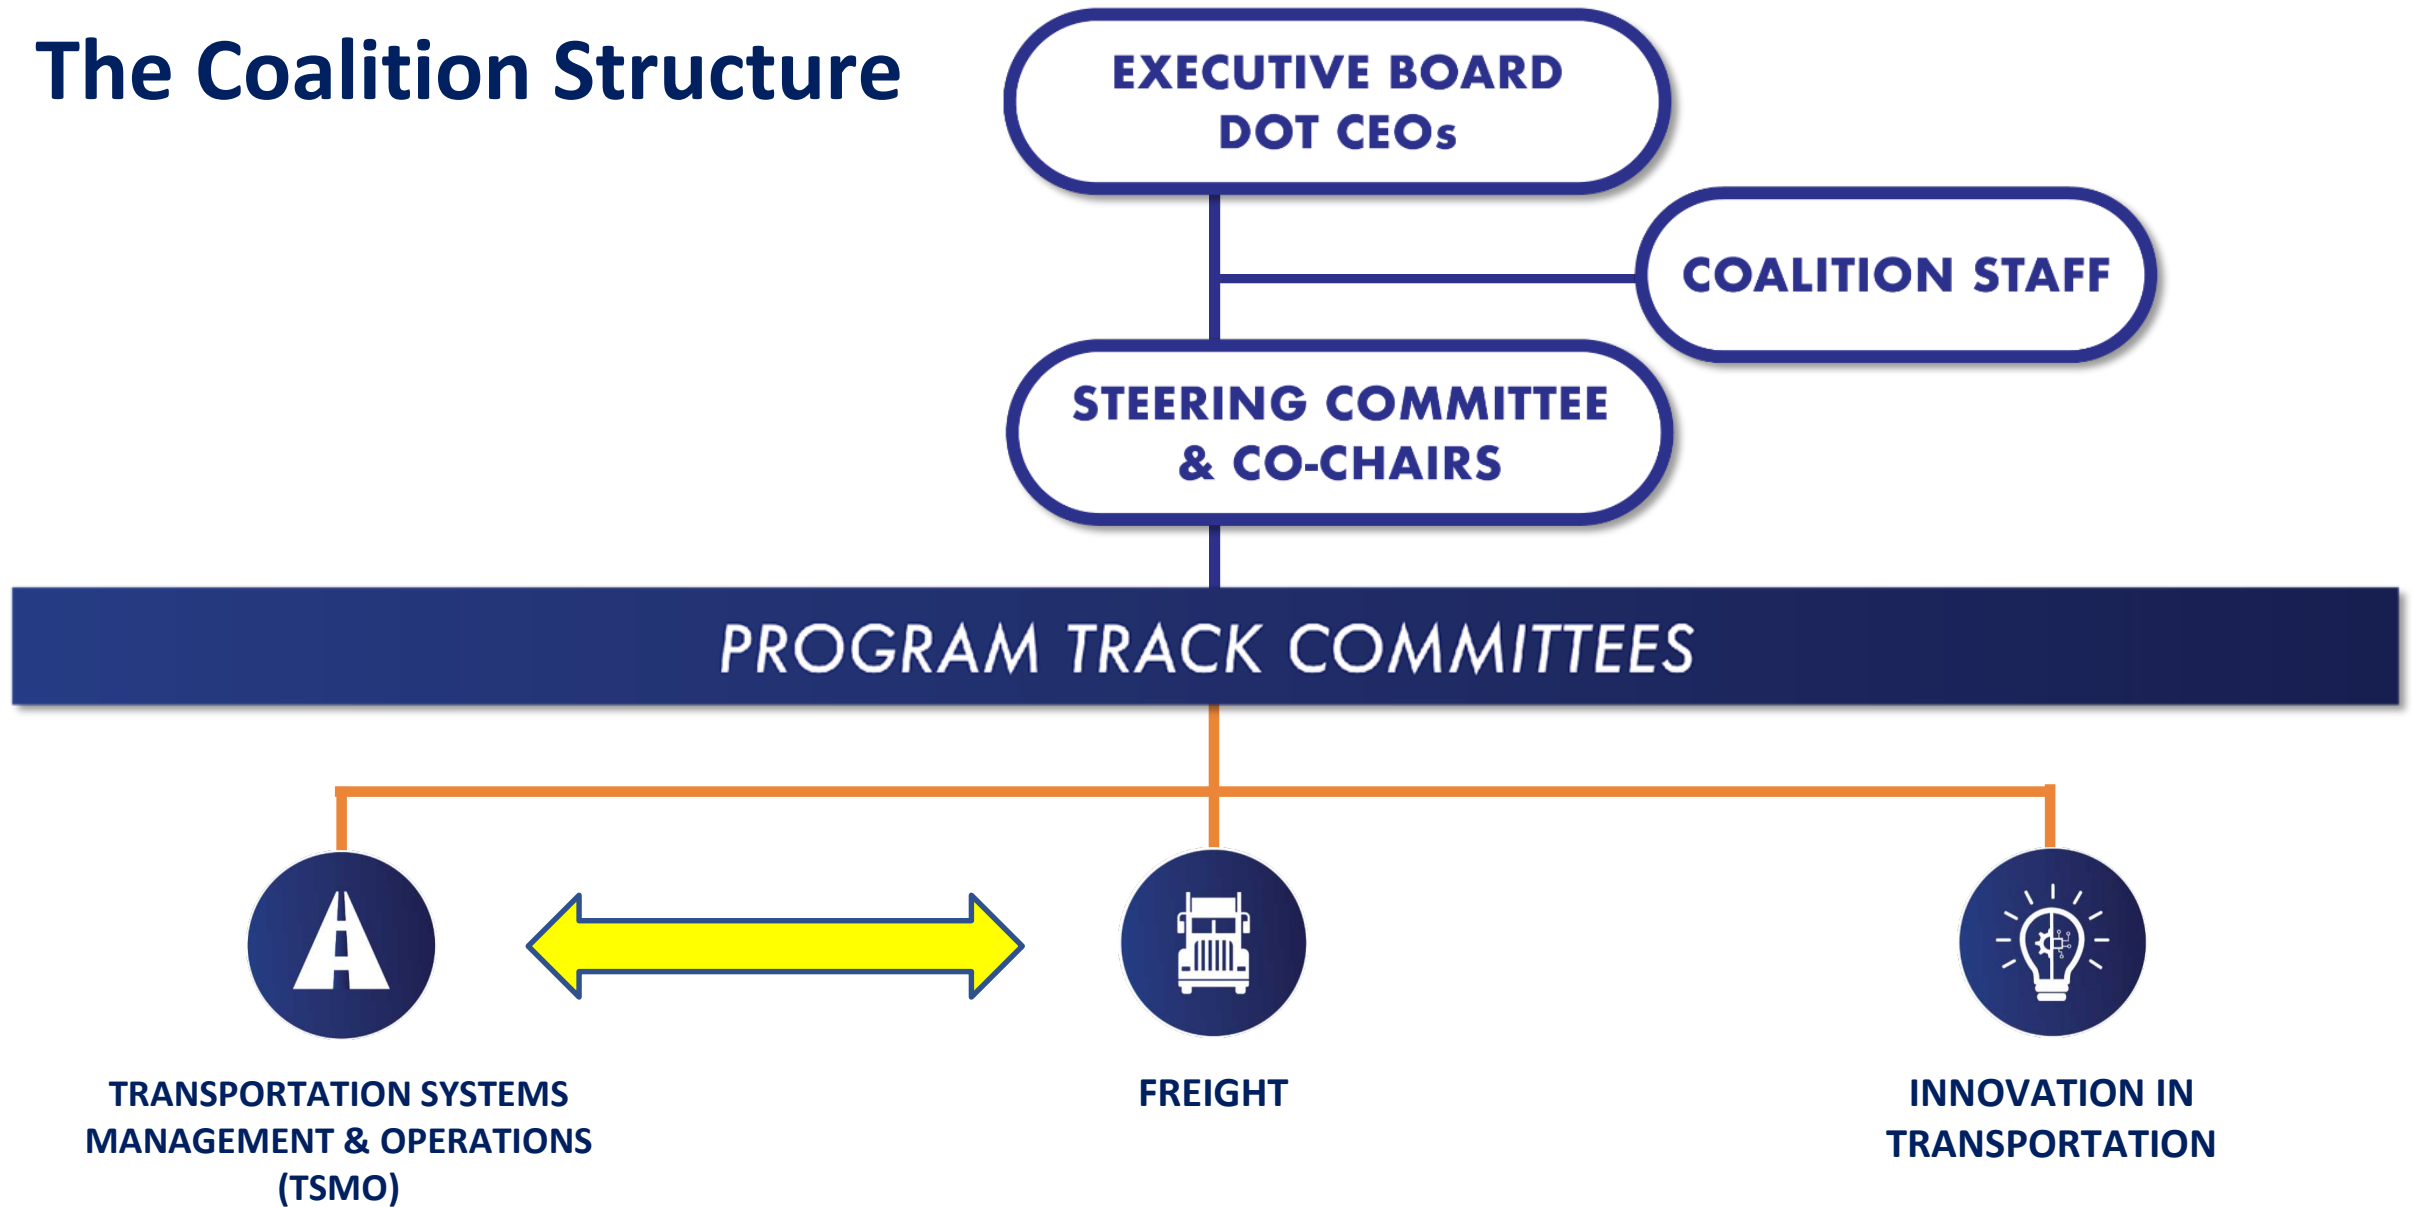 The Coalition Structure
EXECUTIVE BOARD
DOT CEOs
COALITION STAFF
STEERING COMMITTEE
& CO-CHAIRS
PROGRAM TRACK COMMITTEES
TRANSPORTATION SYSTEMS
MANAGEMENT & OPERATIONS
(TSMO)
FREIGHT
INNOVATION IN
TRANSPORTATION